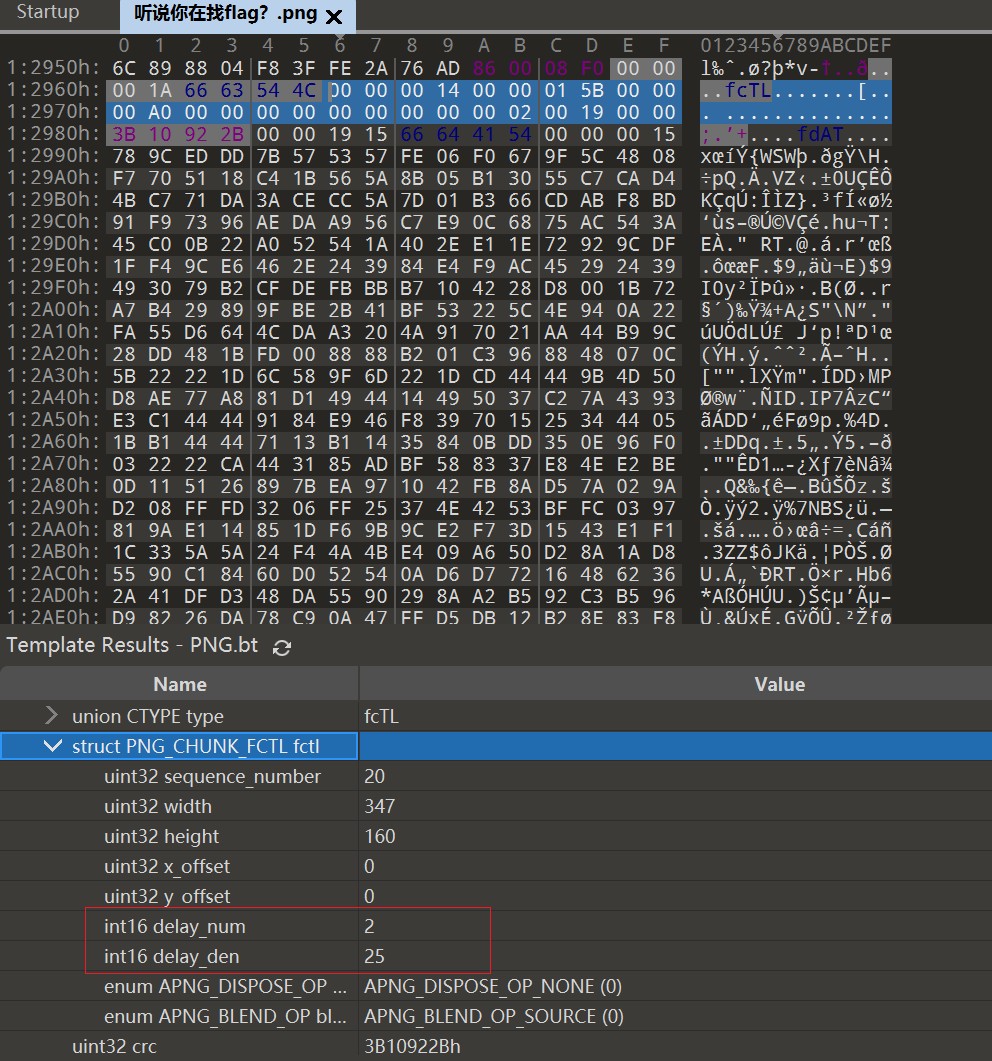 Startup 听说你在找flag？.png
0 1 2 3 4 5 6 7 8 9 A B C D E F 0123456789ABCDEF
1:2950h: 6C 89 88 04 F8 3F FE 2A 76 AD 86 00 08 F0 00 00 l‰ˆ.ø?þ*v-†..ð..
1:2960h: 00 1A 66 63 54 4C 00 00 00 14 00 00 01 5B 00 00 ..fcTL.......[..
1:2970h: 00 A0 00 00 00 00 00 00 00 00 00 02 00 19 00 00 . ..............
1:2980h: 3B 10 92 2B 00 00 19 15 66 64 41 54 00 00 00 15 ;.’+....fdAT....
1:2990h: 78 9C ED DD 7B 57 53 57 FE 06 F0 67 9F 5C 48 08 xœíÝ{WSWþ.ðgŸ\H.
1:29A0h: F7 70 51 18 C4 1B 56 5A 8B 05 B1 30 55 C7 CA D4 ÷pQ.Ä.VZ‹.±0UÇÊÔ
1:29B0h: 4B C7 71 DA 3A CE CC 5A 7D 01 B3 66 CD AB F8 BD KÇqÚ:ÎÌZ}.³fÍ«ø½
1:29C0h: 91 F9 73 96 AE DA A9 56 C7 E9 0C 68 75 AC 54 3A ‘ùs–®Ú©VÇé.hu¬T:
1:29D0h: 45 C0 0B 22 A0 52 54 1A 40 2E E1 1E 72 92 9C DF EÀ." RT.@.á.r’œß
1:29E0h: 1F F4 9C E6 46 2E 24 39 84 E4 F9 AC 45 29 24 39 .ôœæF.$9„äù¬E)$9
1:29F0h: 49 30 79 B2 CF DE FB BB B7 10 42 28 D8 00 1B 72 I0y²ÏÞû»·.B(Ø..r
1:2A00h: A7 B4 29 89 9F BE 2B 41 BF 53 22 5C 4E 94 0A 22 §´)‰Ÿ¾+A¿S"\N”."
1:2A10h: FA 55 D6 64 4C DA A3 20 4A 91 70 21 AA 44 B9 9C úUÖdLÚ£ J‘p!ªD¹œ
1:2A20h: 28 DD 48 1B FD 00 88 88 B2 01 C3 96 88 48 07 0C (ÝH.ý.ˆˆ².Ã–ˆH..
1:2A30h: 5B 22 22 1D 6C 58 9F 6D 22 1D CD 44 44 9B 4D 50 ["".lXŸm".ÍDD›MP
1:2A40h: D8 AE 77 A8 81 D1 49 44 14 49 50 37 C2 7A 43 93 Ø®w¨.ÑID.IP7ÂzC“
1:2A50h: E3 C1 44 44 91 84 E9 46 F8 39 70 15 25 34 44 05 ãÁDD‘„éFø9p.%4D.
1:2A60h: 1B B1 44 44 71 13 B1 14 35 84 0B DD 35 0E 96 F0 .±DDq.±.5„.Ý5.–ð
1:2A70h: 03 22 22 CA 44 31 85 AD BF 58 83 37 E8 4E E2 BE .""ÊD1…-¿Xƒ7èNâ¾
1:2A80h: 0D 11 51 26 89 7B EA 97 10 42 FB 8A D5 7A 02 9A ..Q&‰{ê—.BûŠÕz.š
1:2A90h: D2 08 FF FD 32 06 FF 25 37 4E 42 53 BF FC 03 97 Ò.ÿý2.ÿ%7NBS¿ü.—
1:2AA0h: 81 9A E1 14 85 1D F6 9B 9C E2 F7 3D 15 43 E1 F1 .šá.….ö›œâ÷=.Cáñ
1:2AB0h: 1C 33 5A 5A 24 F4 4A 4B E4 09 A6 50 D2 8A 1A D8 .3ZZ$ôJKä.¦PÒŠ.Ø
1:2AC0h: 55 90 C1 84 60 D0 52 54 0A D6 D7 72 16 48 62 36 U.Á„`ÐRT.Ö×r.Hb6
1:2AD0h: 2A 41 DF D3 48 DA 55 90 29 8A A2 B5 92 C3 B5 96 *AßÓHÚU.)Š¢µ’Ãµ–
1:2AE0h: D9 82 26 DA 78 C9 0A 47 FF D5 DB 12 B2 8E 83 F8 Ù‚&ÚxÉ.GÿÕÛ.²Žƒø
Template Results - PNG.bt
Name Value
union CTYPE type fcTL
struct PNG_CHUNK_FCTL fctl
uint32 sequence_number 20
uint32 width 347
uint32 height 160
uint32 x_offset 0
uint32 y_offset 0
int16 delay_num 2
int16 delay_den 25
enum APNG_DISPOSE_OP ... APNG_DISPOSE_OP_NONE (0)
enum APNG_BLEND_OP bl... APNG_BLEND_OP_SOURCE (0)
uint32 crc 3B10922Bh